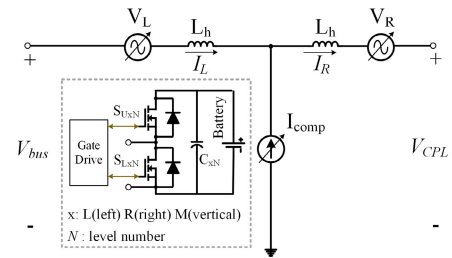 V_L
L_h
L_h
V_R
+
I_L
I_R
+
S_UxN
Battery
I_comp
V_bus
Gate
Drive
S_LxN
C_xN
V_CPL
x: L(left) R(right) M(vertical)
N : level number
-
-